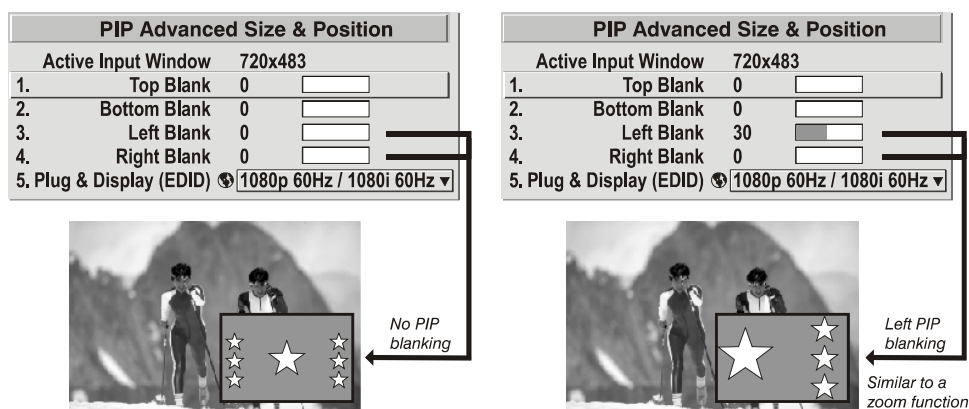 PIP Advanced Size & Position
Active Input Window 720x483
1. Top Blank 0
2. Bottom Blank 0
3. Left Blank 0
4. Right Blank 0
5. Plug & Display (EDID) 1080p 60Hz / 1080i 60Hz ▼
No PIP
blanking
PIP Advanced Size & Position
Active Input Window 720x483
1. Top Blank 0
2. Bottom Blank 0
3. Left Blank 30
4. Right Blank 0
5. Plug & Display (EDID) 1080p 60Hz / 1080i 60Hz ▼
Left PIP
blanking
Similar to a
zoom function